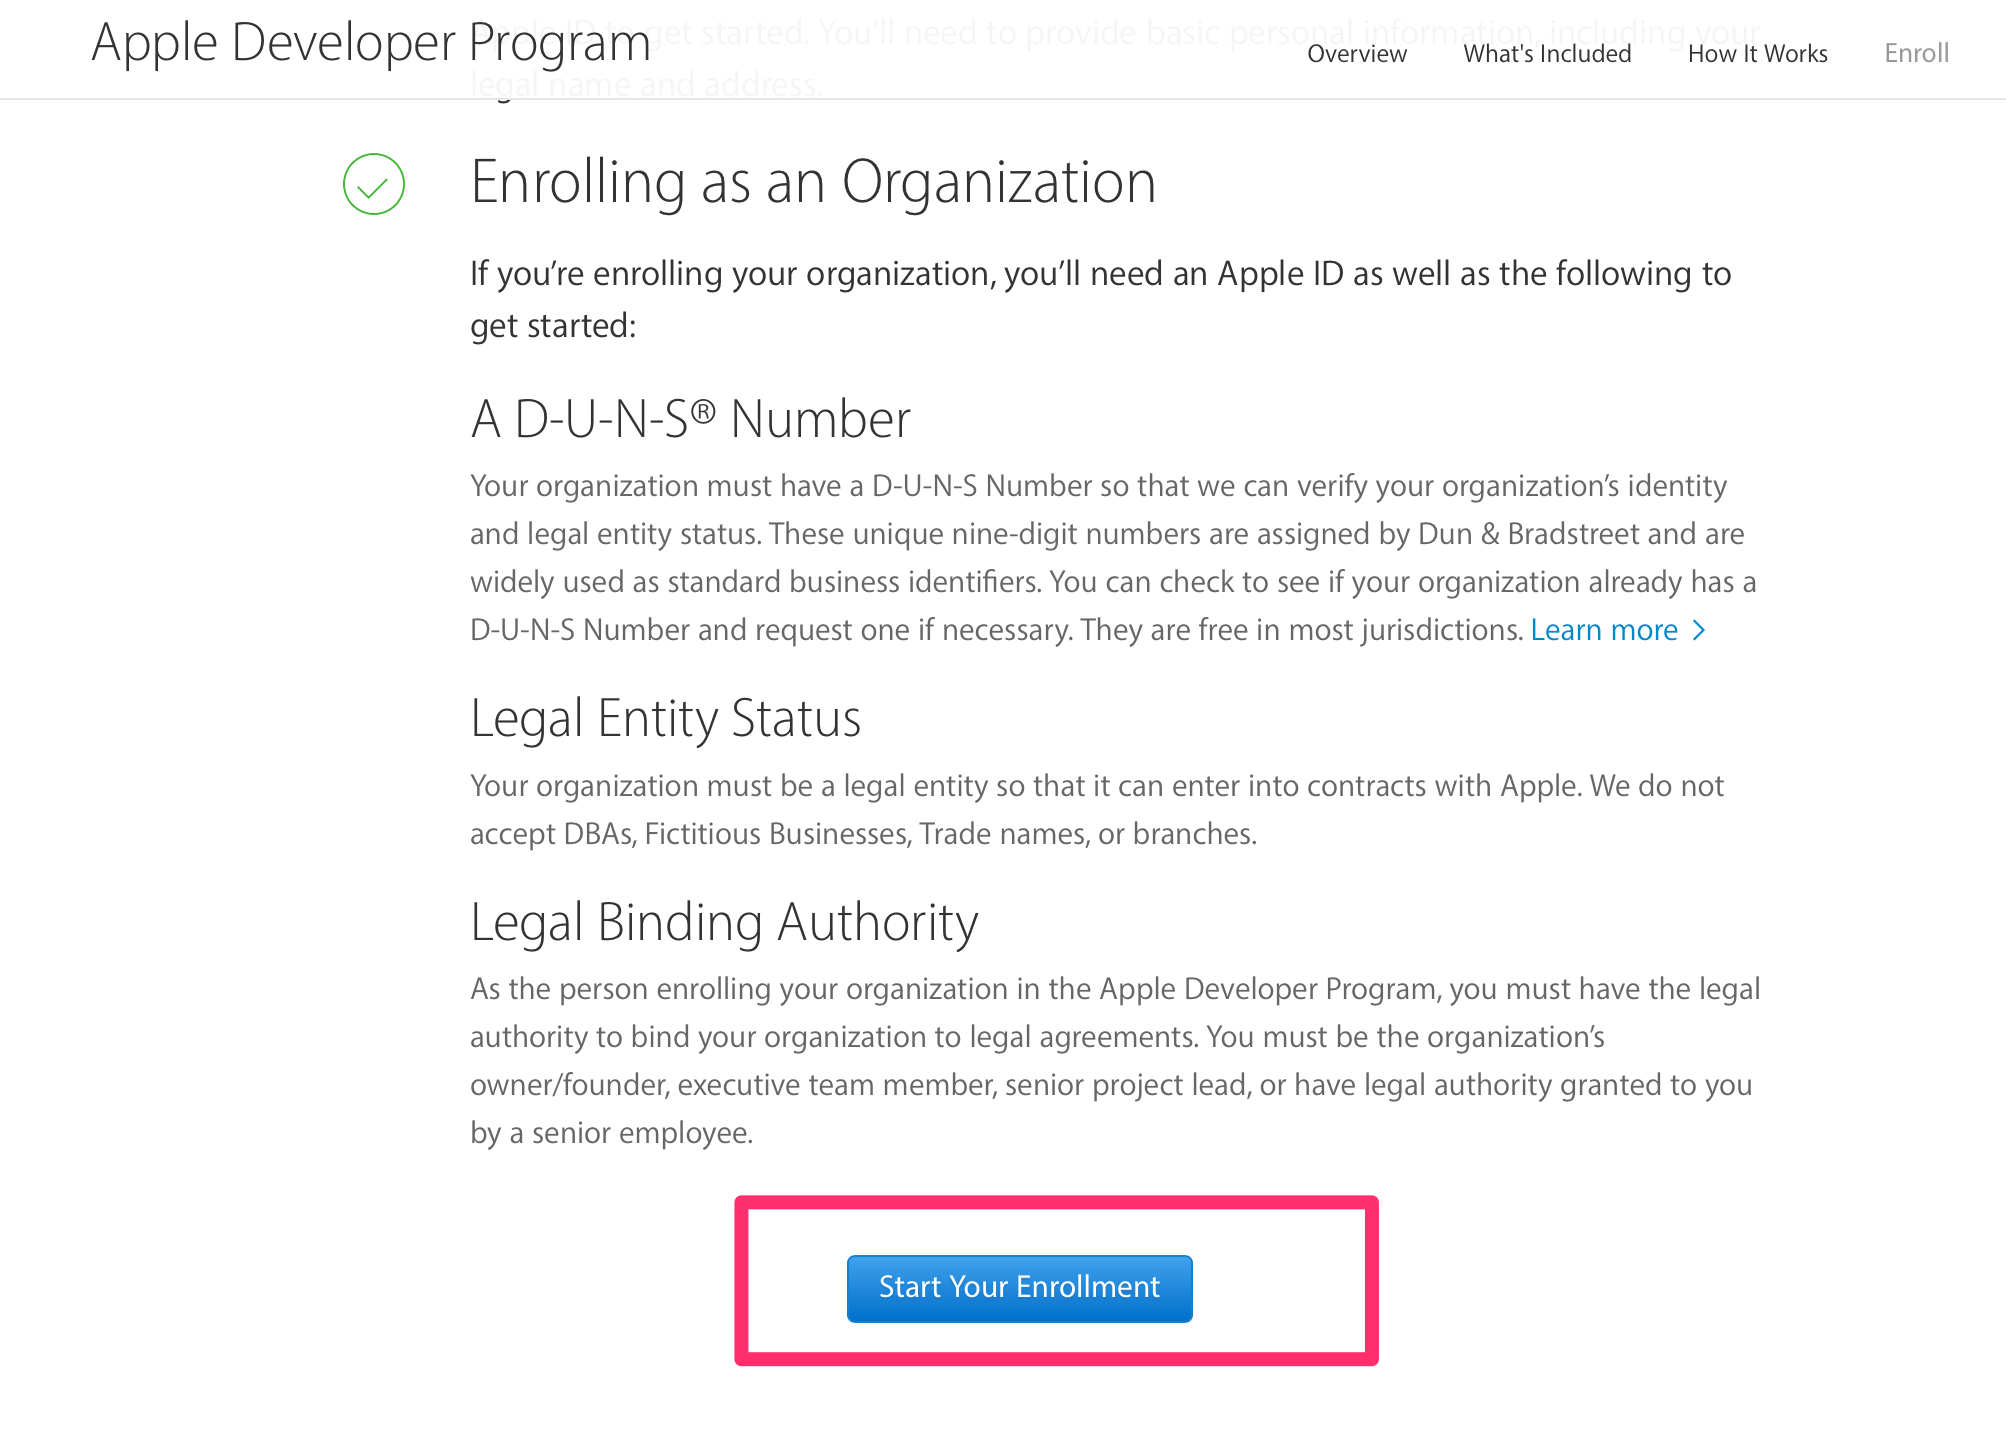 Apple ID to get started. You'll need to provide basic personal information, including your
Apple Developer Program
Overview What's Included How It Works Enroll
legal name and address.
Enrolling as an Organization
If you’re enrolling your organization, you’ll need an Apple ID as well as the following to
get started:
A D-U-N-S® Number
Your organization must have a D-U-N-S Number so that we can verify your organization’s identity
and legal entity status. These unique nine-digit numbers are assigned by Dun & Bradstreet and are
widely used as standard business identifiers. You can check to see if your organization already has a
D-U-N-S Number and request one if necessary. They are free in most jurisdictions. Learn more >
Legal Entity Status
Your organization must be a legal entity so that it can enter into contracts with Apple. We do not
accept DBAs, Fictitious Businesses, Trade names, or branches.
Legal Binding Authority
As the person enrolling your organization in the Apple Developer Program, you must have the legal
authority to bind your organization to legal agreements. You must be the organization’s
owner/founder, executive team member, senior project lead, or have legal authority granted to you
by a senior employee.
Start Your Enrollment